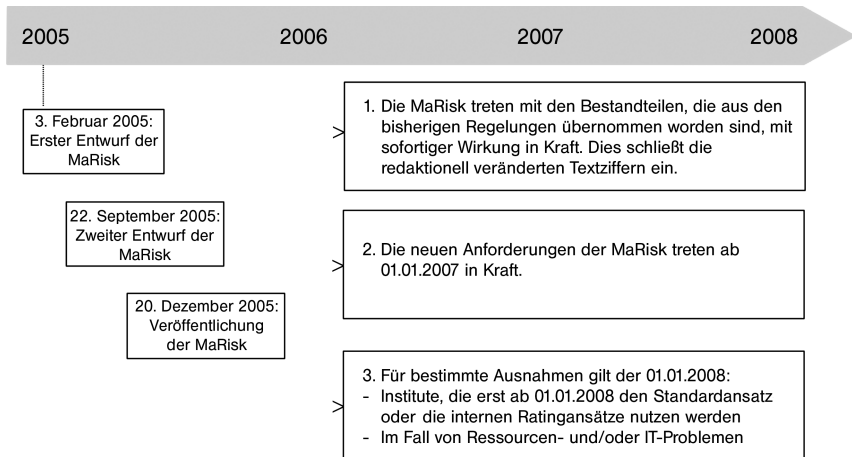 2005 2006 2007 2008
3. Februar 2005:
Erster Entwurf der
MaRisk
22. September 2005:
Zweiter Entwurf der
MaRisk
20. Dezember 2005:
Veröffentlichung
der MaRisk
1. Die MaRisk treten mit den Bestandteilen, die aus den
bisherigen Regelungen übernommen worden sind, mit
sofortiger Wirkung in Kraft. Dies schließt die
redaktionell veränderten Textziffern ein.
2. Die neuen Anforderungen der MaRisk treten ab
01.01.2007 in Kraft.
3. Für bestimmte Ausnahmen gilt der 01.01.2008:
- Institute, die erst ab 01.01.2008 den Standardansatz
oder die internen Ratingansätze nutzen werden
- Im Fall von Ressourcen- und/oder IT-Problemen